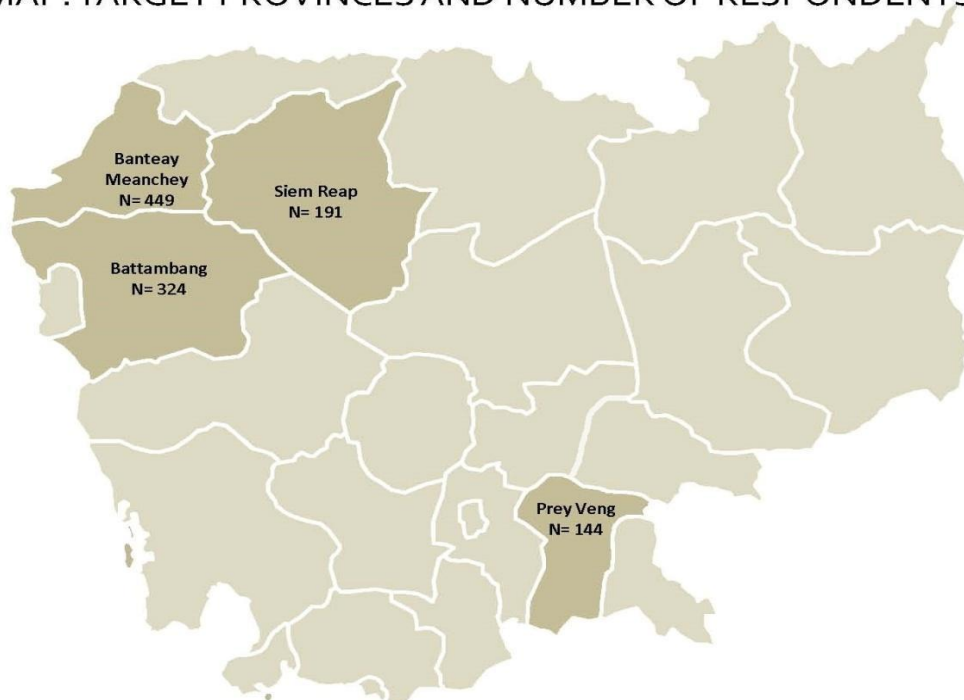 MAP: TARGET PROVINCES AND NUMBER OF RESPONDENTS
Banteay
Meanchey
N= 449
Siem Reap
N= 191
Battambang
N= 324
Prey Veng
N= 144